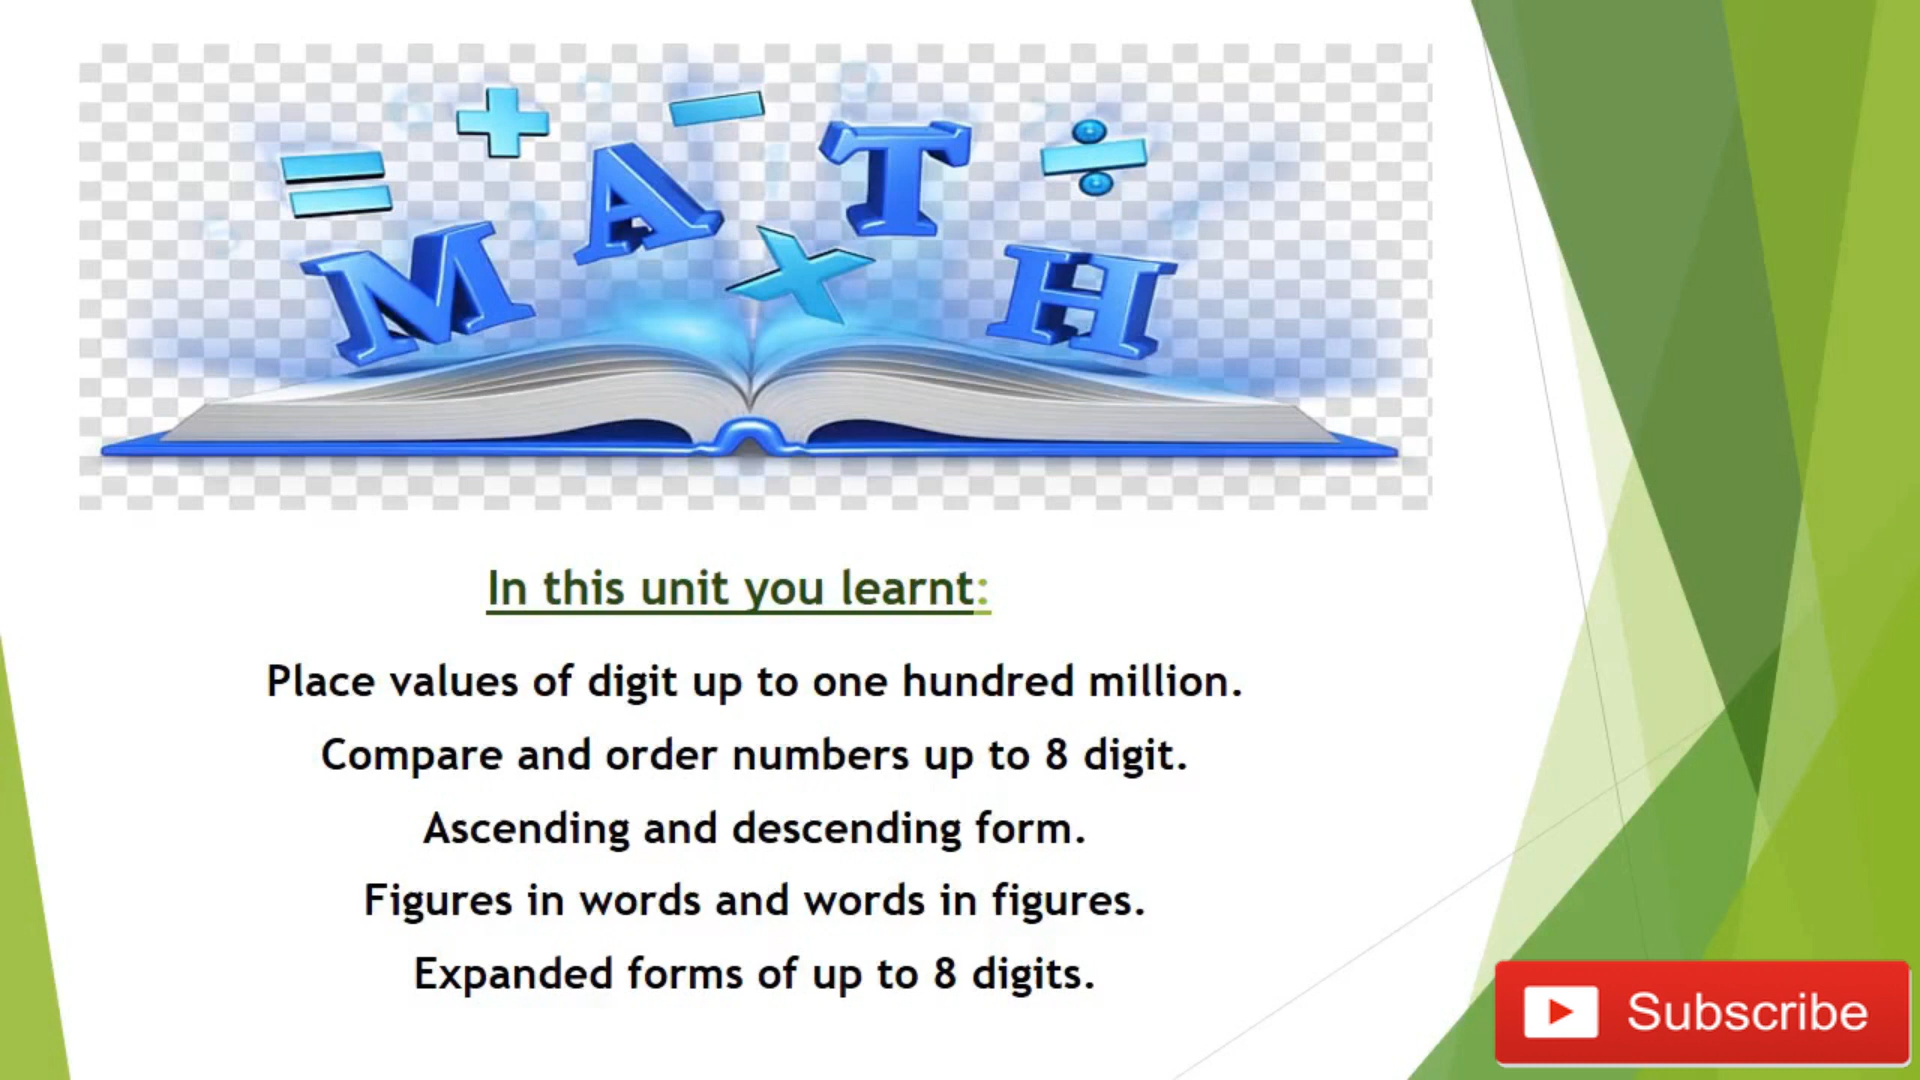 MATH
In this unit you learnt:
Place values of digit up to one hundred million.
Compare and order numbers up to 8 digit.
Ascending and descending form.
Figures in words and words in figures.
Expanded forms of up to 8 digits.
Subscribe